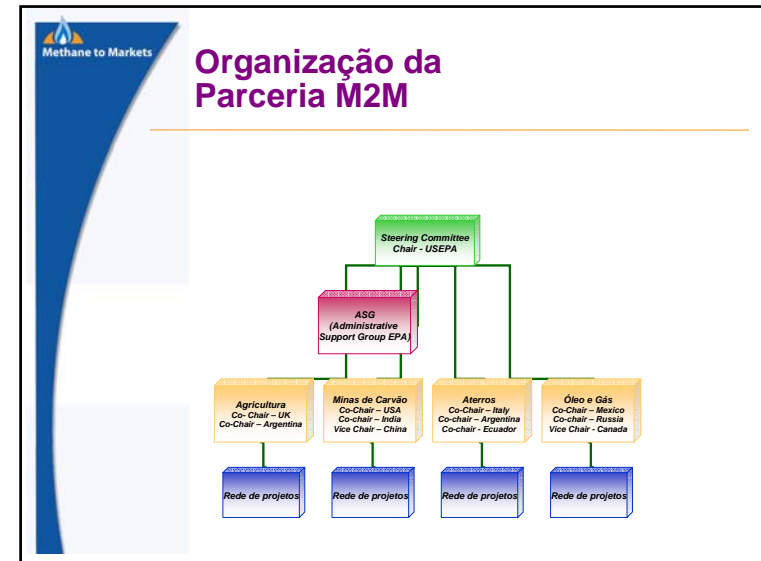 Methane to Markets
Organização da
Parceria M2M
Steering Committee
Chair - USEPA
ASG
(Administrative
Support Group EPA)
Agricultura
Co- Chair – UK
Co-Chair – Argentina
Minas de Carvão
Co-Chair – USA
Co-chair – India
Vice Chair – China
Aterros
Co-Chair – Italy
Co-chair – Argentina
Co-chair - Ecuador
Óleo e Gás
Co-Chair – Mexico
Co-chair – Russia
Vice Chair - Canada
Rede de projetos
Rede de projetos
Rede de projetos
Rede de projetos